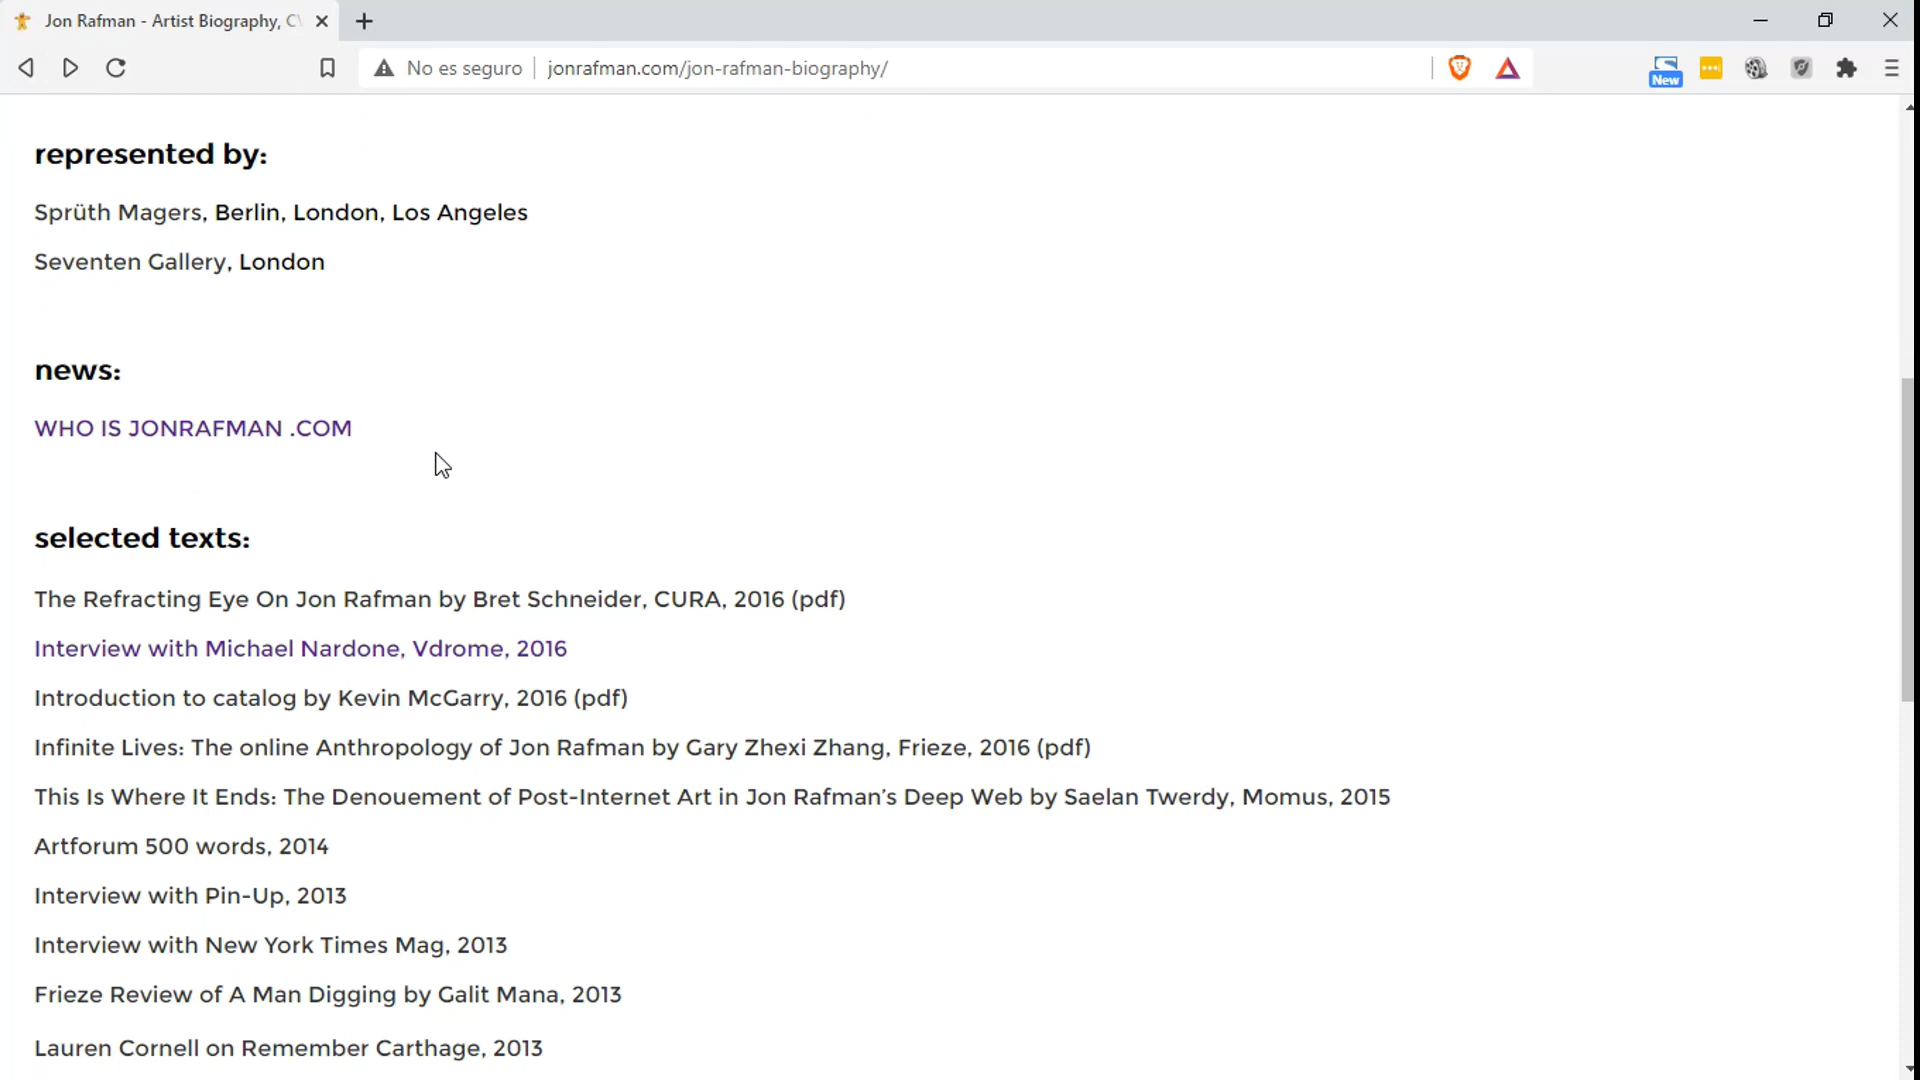 Jon Rafman - Artist Biography, C
No es seguro
jonrafman.com/jon-rafman-biography/
New
represented by:
Sprüth Magers, Berlin, London, Los Angeles
Seventen Gallery, London
news:
WHO IS JONRAFMAN .COM
selected texts:
The Refracting Eye On Jon Rafman by Bret Schneider, CURA, 2016 (pdf)
Interview with Michael Nardone, Vdrome, 2016
Introduction to catalog by Kevin McGarry, 2016 (pdf)
Infinite Lives: The online Anthropology of Jon Rafman by Gary Zhexi Zhang, Frieze, 2016 (pdf)
This Is Where It Ends: The Denouement of Post-Internet Art in Jon Rafman’s Deep Web by Saelan Twerdy, Momus, 2015
Artforum 500 words, 2014
Interview with Pin-Up, 2013
Interview with New York Times Mag, 2013
Frieze Review of A Man Digging by Galit Mana, 2013
Lauren Cornell on Remember Carthage, 2013